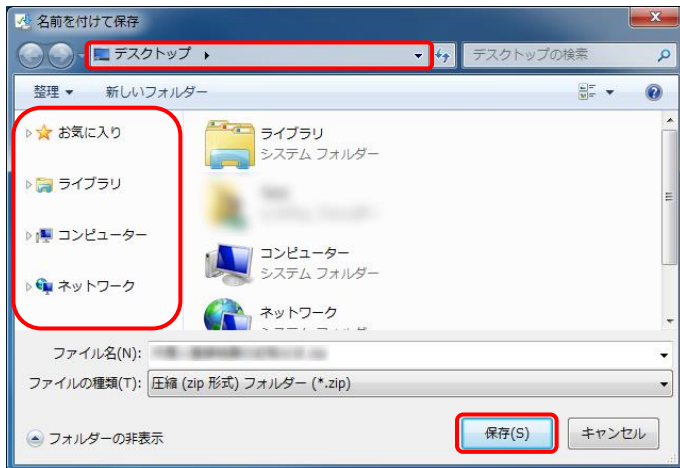 名前を付けて保存
デスクトップ
デスクトップの検索
整理
新しいフォルダー
お気に入り
ライブラリ
コンピューター
ネットワーク
ライブラリ
システム フォルダー
コンピューター
システム フォルダー
ネットワーク
ファイル名(N):
ファイルの種類(T): 圧縮 (zip 形式) フォルダー (*.zip)
フォルダーの非表示
保存(S)
キャンセル